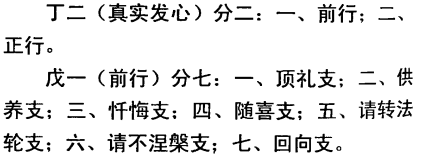 丁二（真实发心）分二：一、前行；二、
正行。
戊一（前行）分七：一、顶礼支；二、供
养支；三、忏悔支；四、随喜支；五、请转法
轮支；六、请不涅槃支；七、回向支。